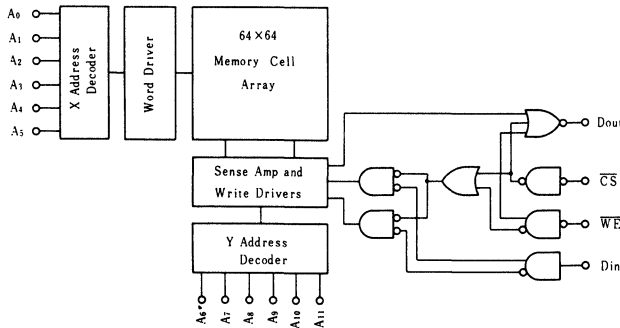 A0
A1
A2
A3
A4
A5
X Address
Decoder
Word Driver
64×64
Memory Cell
Array
Sense Amp and
Write Drivers
Y Address
Decoder
A6*
A7
A8
A9
A10
A11
Dout
CS
WE
Din